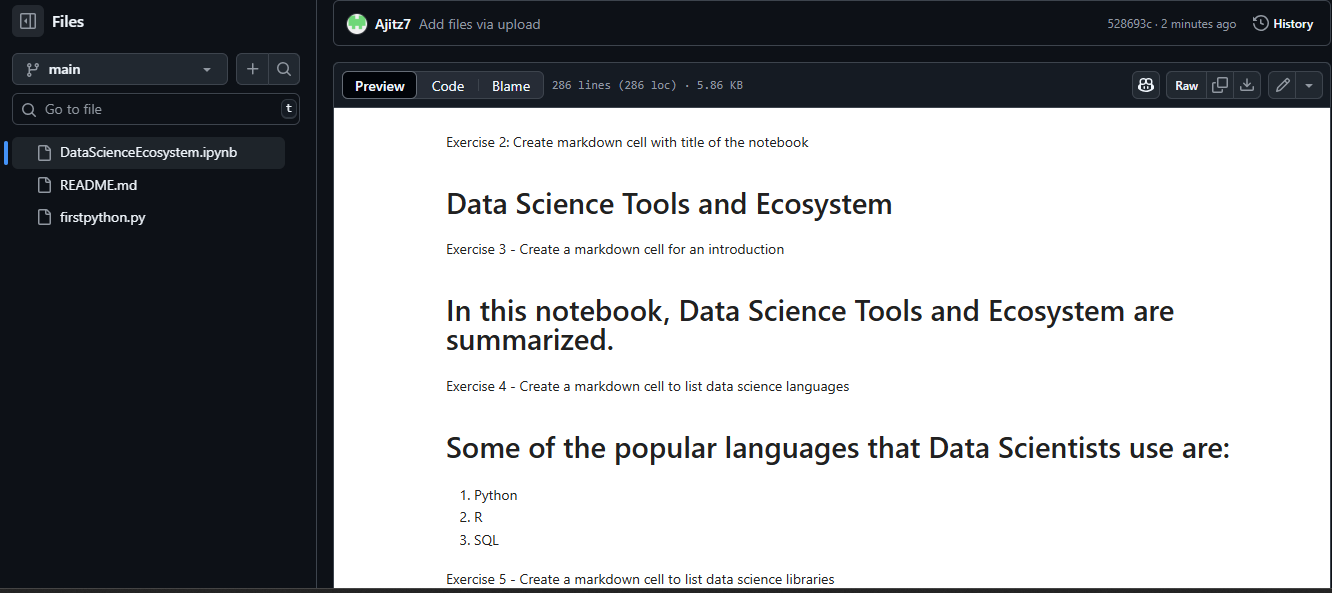 Files
main
Go to file
t
DataScienceEcosystem.ipynb
README.md
firstpython.py
Ajitz7 Add files via upload
528693c · 2 minutes ago
History
Preview
Code
Blame
286 lines (286 loc) · 5.86 KB
Raw
Exercise 2: Create markdown cell with title of the notebook
Data Science Tools and Ecosystem
Exercise 3 - Create a markdown cell for an introduction
In this notebook, Data Science Tools and Ecosystem are
summarized.
Exercise 4 - Create a markdown cell to list data science languages
Some of the popular languages that Data Scientists use are:
1. Python
2. R
3. SQL
Exercise 5 - Create a markdown cell to list data science libraries